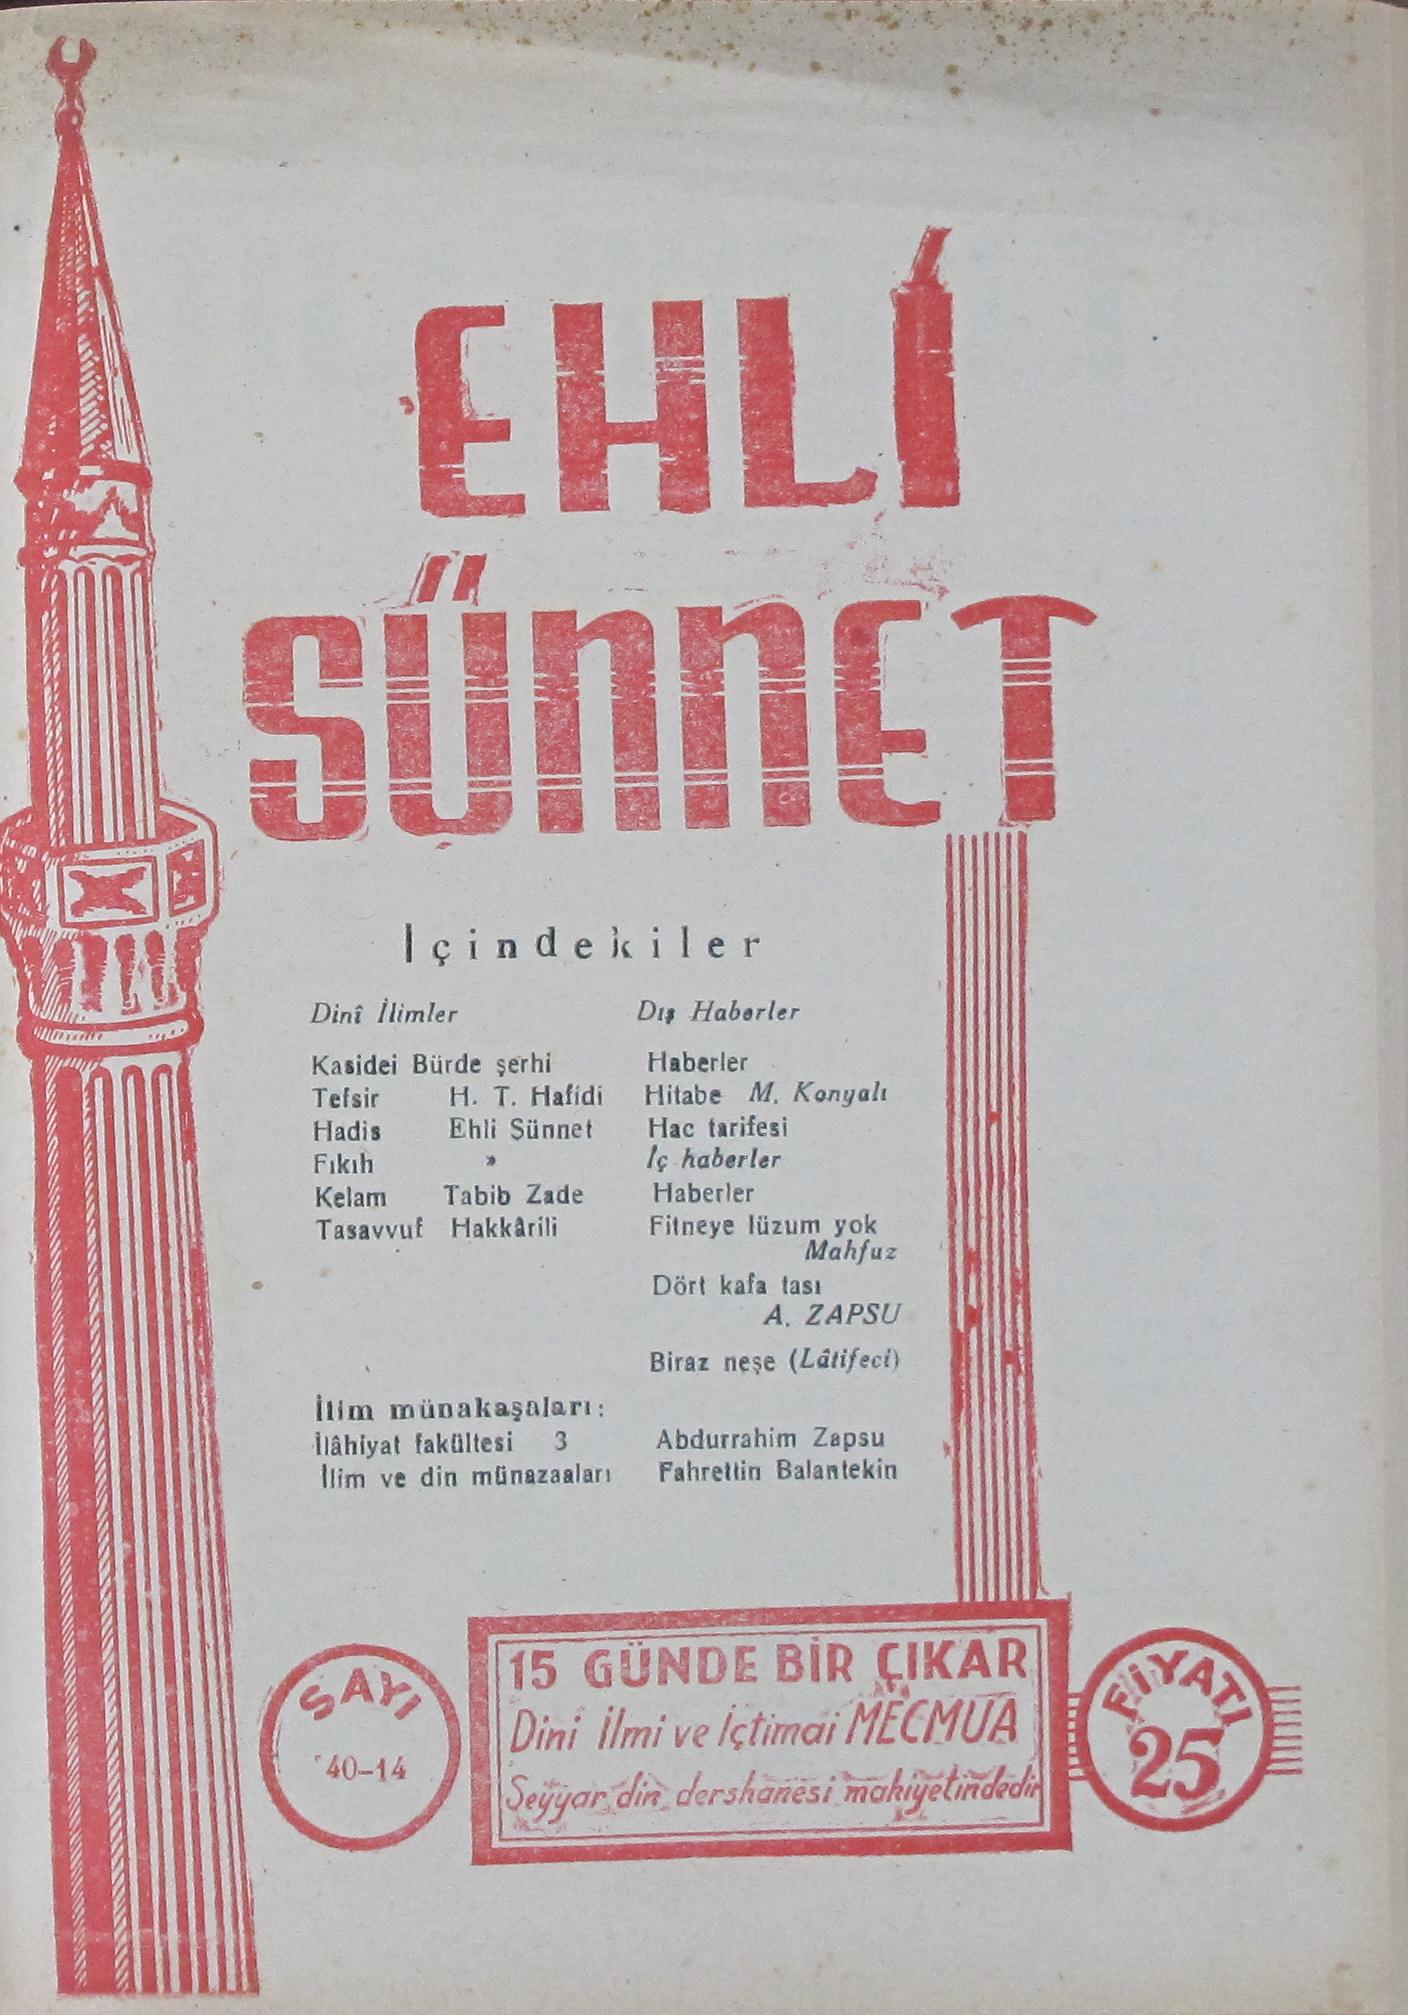 EHLİ
SÜNNET
İçindekiler
Dinî İlimler
Kasidei Bürde şerhi
Tefsir H. T. Hafidi
Hadis Ehli Sünnet
Fıkıh »
Kelam Tabib Zade
Tasavvuf Hakkârili
Dış Haberler
Haberler
Hitabe M. Konyalı
Hac tarifesi
İç haberler
Haberler
Fitneye lüzum yok
Mahfuz
Dört kafa tası
A. ZAPSU
Biraz neşe (Lâtifeci)
İlim münakaşaları:
İlâhiyat fakültesi 3 Abdurrahim Zapsu
İlim ve din münazaaları Fahrettin Balantekin
SAYI
40-14
15 GÜNDE BİR ÇIKAR
Dini İlmi ve İçtimai MECMUA
Seyyar din dershanesi mahiyetindedir
FİYATI
25